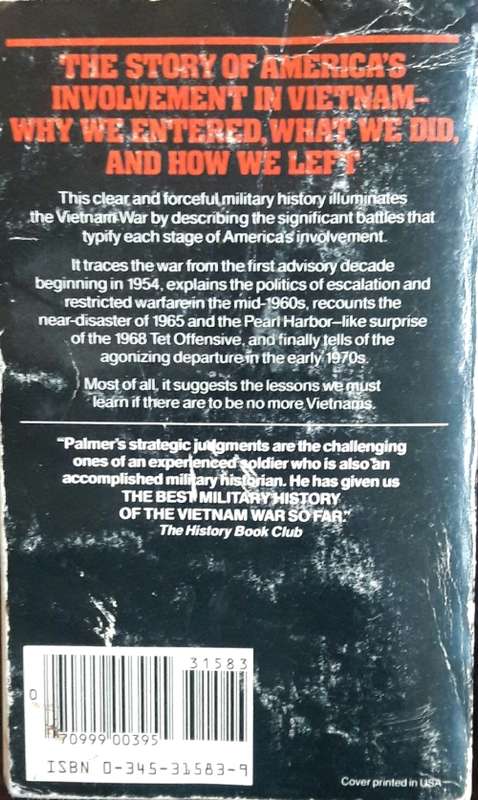 THE STORY OF AMERICA'S
INVOLVEMENT IN VIETNAM–
WHY WE ENTERED, WHAT WE DID,
AND HOW WE LEFT
This clear and forceful military history illuminates
the Vietnam War by describing the significant battles that
typify each stage of America's involvement.
It traces the war from the first advisory decade
beginning in 1954, explains the politics of escalation and
restricted warfare in the mid-1960s, recounts the
near-disaster of 1965 and the Pearl Harbor–like surprise
of the 1968 Tet Offensive, and finally tells of the
agonizing departure in the early 1970s.
Most of all, it suggests the lessons we must
learn if there are to be no more Vietnams.
"Palmer's strategic judgments are the challenging
ones of an experienced soldier who is also an
accomplished military historian. He has given us
THE BEST MILITARY HISTORY
OF THE VIETNAM WAR SO FAR."
The History Book Club
31583
0
70999 00395
ISBN 0-345-31583-9
Cover printed in USA